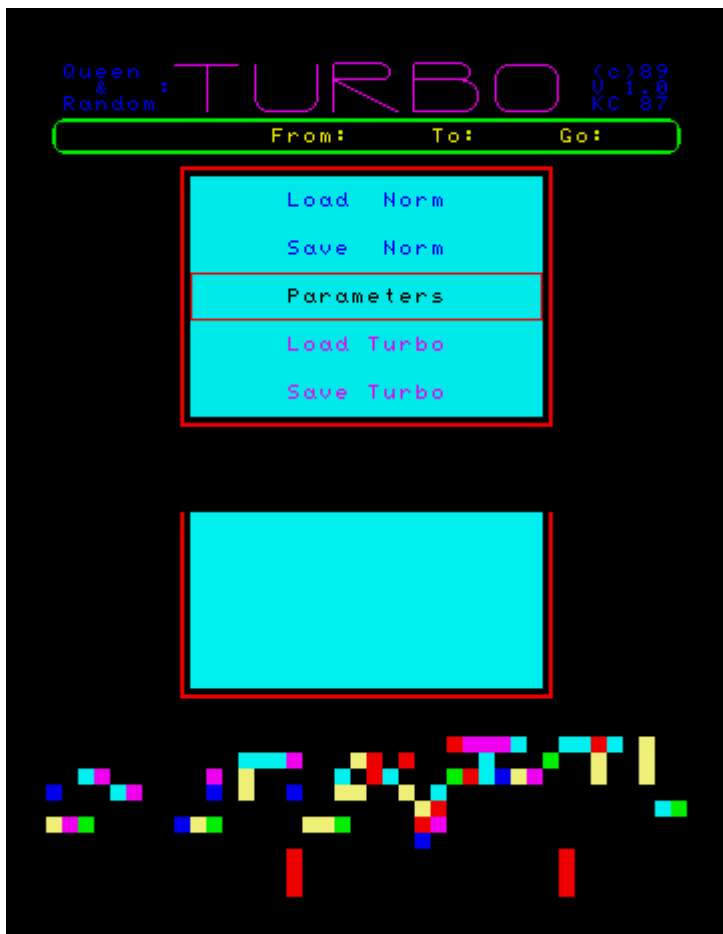 Queen
&
Random :
TURBO
(c)89
V 1.0
KC 87
From: To: Go:
Load Norm
Save Norm
Parameters
Load Turbo
Save Turbo